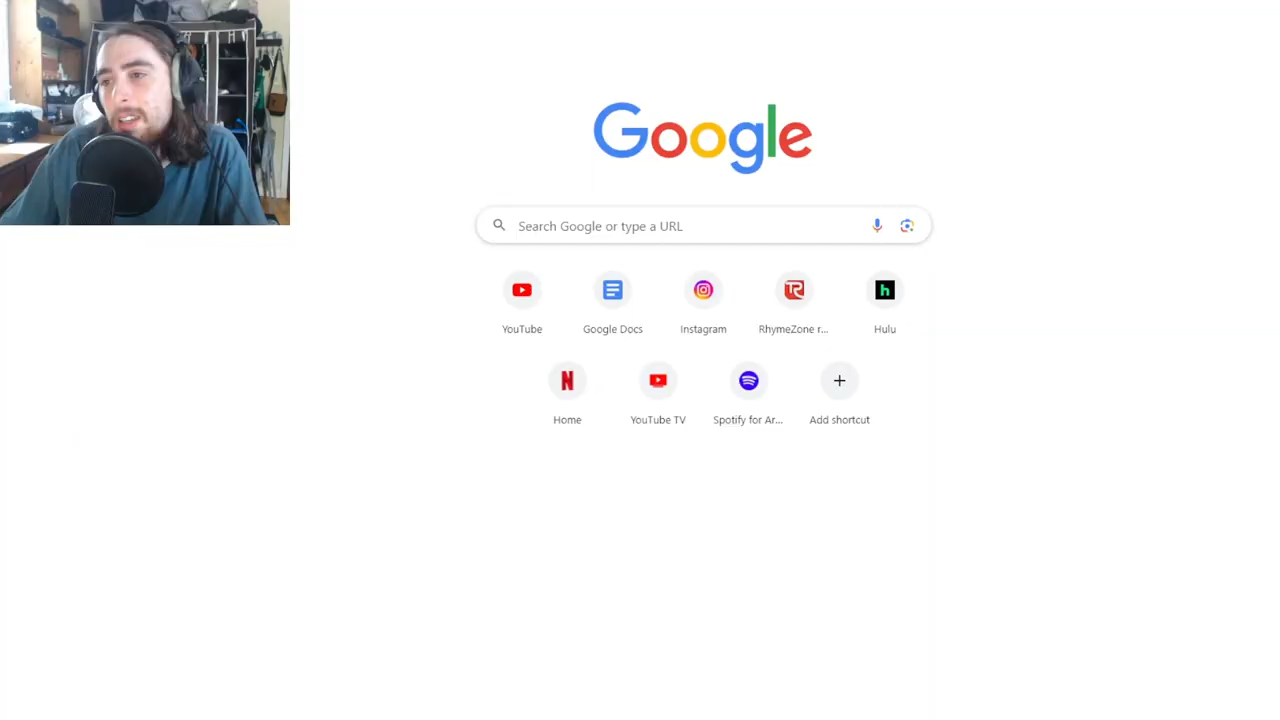 Google
Search Google or type a URL
YouTube
Google Docs
Instagram
RhymeZone r...
Hulu
Home
YouTube TV
Spotify for Ar...
Add shortcut